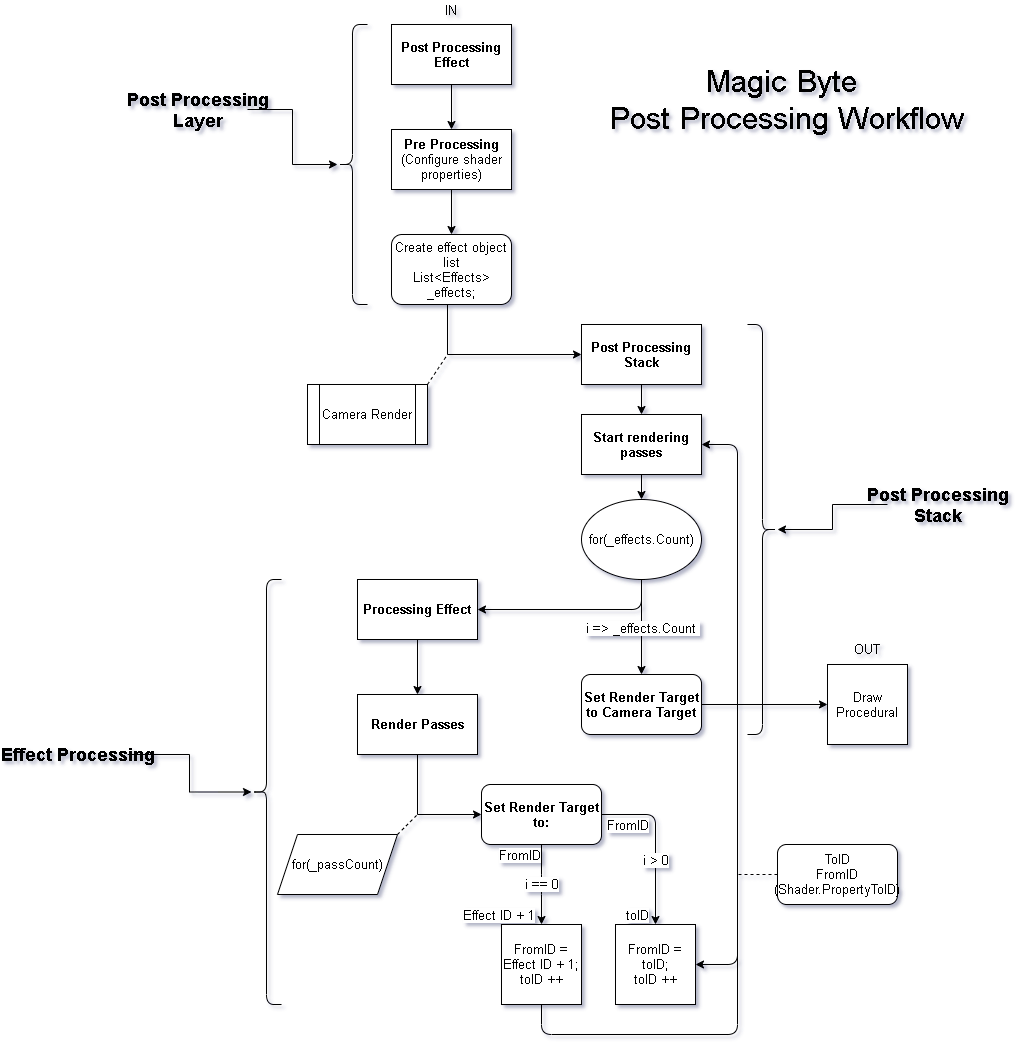 IN
Post Processing
Effect
Magic Byte
Post Processing Workflow
Post Processing
Layer
Pre Processing
(Configure shader
properties)
Create effect object
list
List<Effects>
_effects;
Post Processing
Stack
Camera Render
Start rendering
passes
Post Processing
Stack
for(_effects.Count)
Processing Effect
i => _effects.Count
OUT
Set Render Target
to Camera Target
Draw
Procedural
Render Passes
Effect Processing
Set Render Target
to:
FromID
FromID
for(_passCount)
i == 0
i > 0
ToID
FromID
(Shader.PropertyToID)
Effect ID + 1
toID
FromID =
Effect ID + 1;
toID ++
FromID =
toID;
toID ++